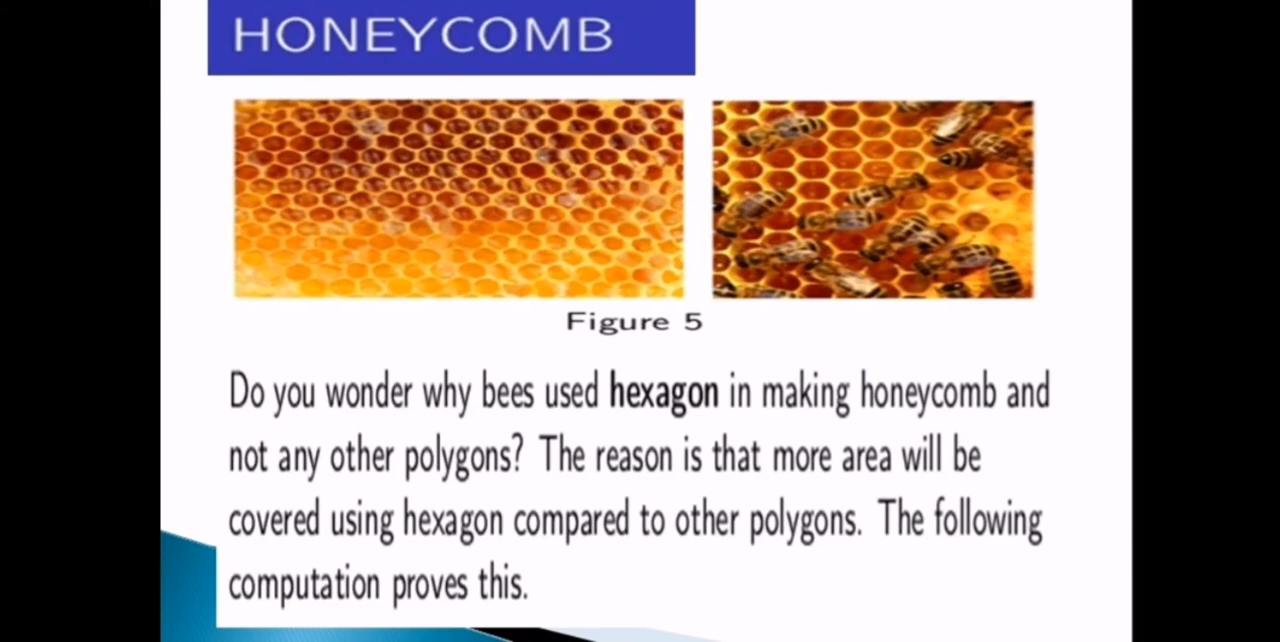 HONEYCOMB
Figure 5
Do you wonder why bees used hexagon in making honeycomb and
not any other polygons? The reason is that more area will be
covered using hexagon compared to other polygons. The following
computation proves this.